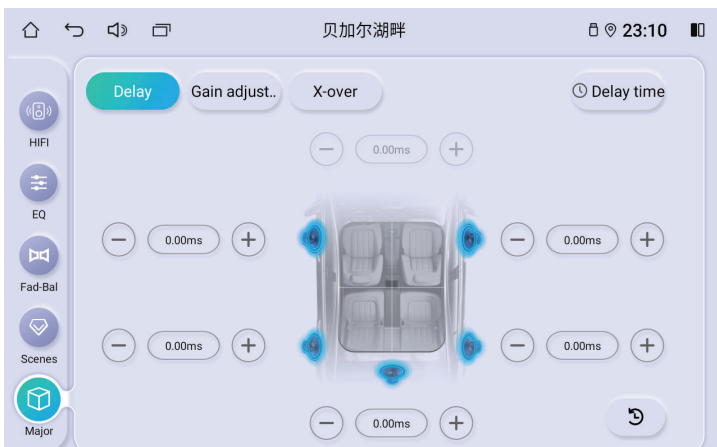 贝加尔湖畔
23:10
Delay
Gain adjust..
X-over
Delay time
HIFI
0.00ms
EQ
0.00ms
0.00ms
Fad-Bal
Scenes
0.00ms
0.00ms
Major
0.00ms